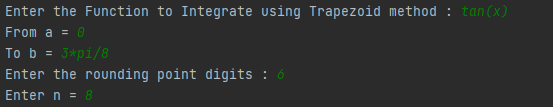 Enter the Function to Integrate using Trapezoid method : tan(x)
From a = 0
To b = 3*pi/8
Enter the rounding point digits : 6
Enter n = 8